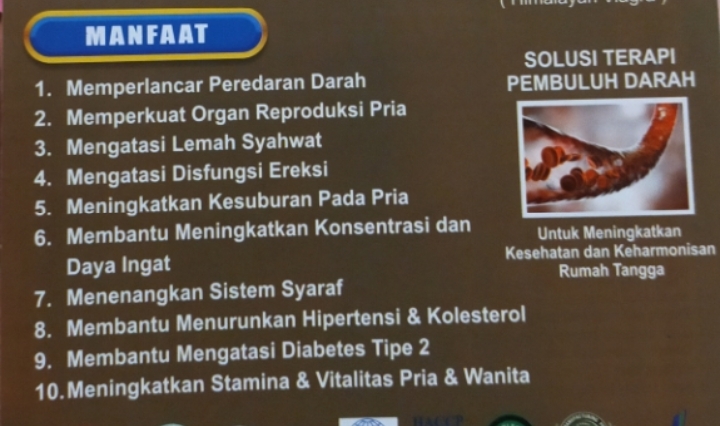 (Himalayan Viagra)
MANFAAT
1. Memperlancar Peredaran Darah
2. Memperkuat Organ Reproduksi Pria
3. Mengatasi Lemah Syahwat
4. Mengatasi Disfungsi Ereksi
5. Meningkatkan Kesuburan Pada Pria
6. Membantu Meningkatkan Konsentrasi dan
Daya Ingat
7. Menenangkan Sistem Syaraf
8. Membantu Menurunkan Hipertensi & Kolesterol
9. Membantu Mengatasi Diabetes Tipe 2
10. Meningkatkan Stamina & Vitalitas Pria & Wanita
SOLUSI TERAPI
PEMBULUH DARAH
Untuk Meningkatkan
Kesehatan dan Keharmonisan
Rumah Tangga